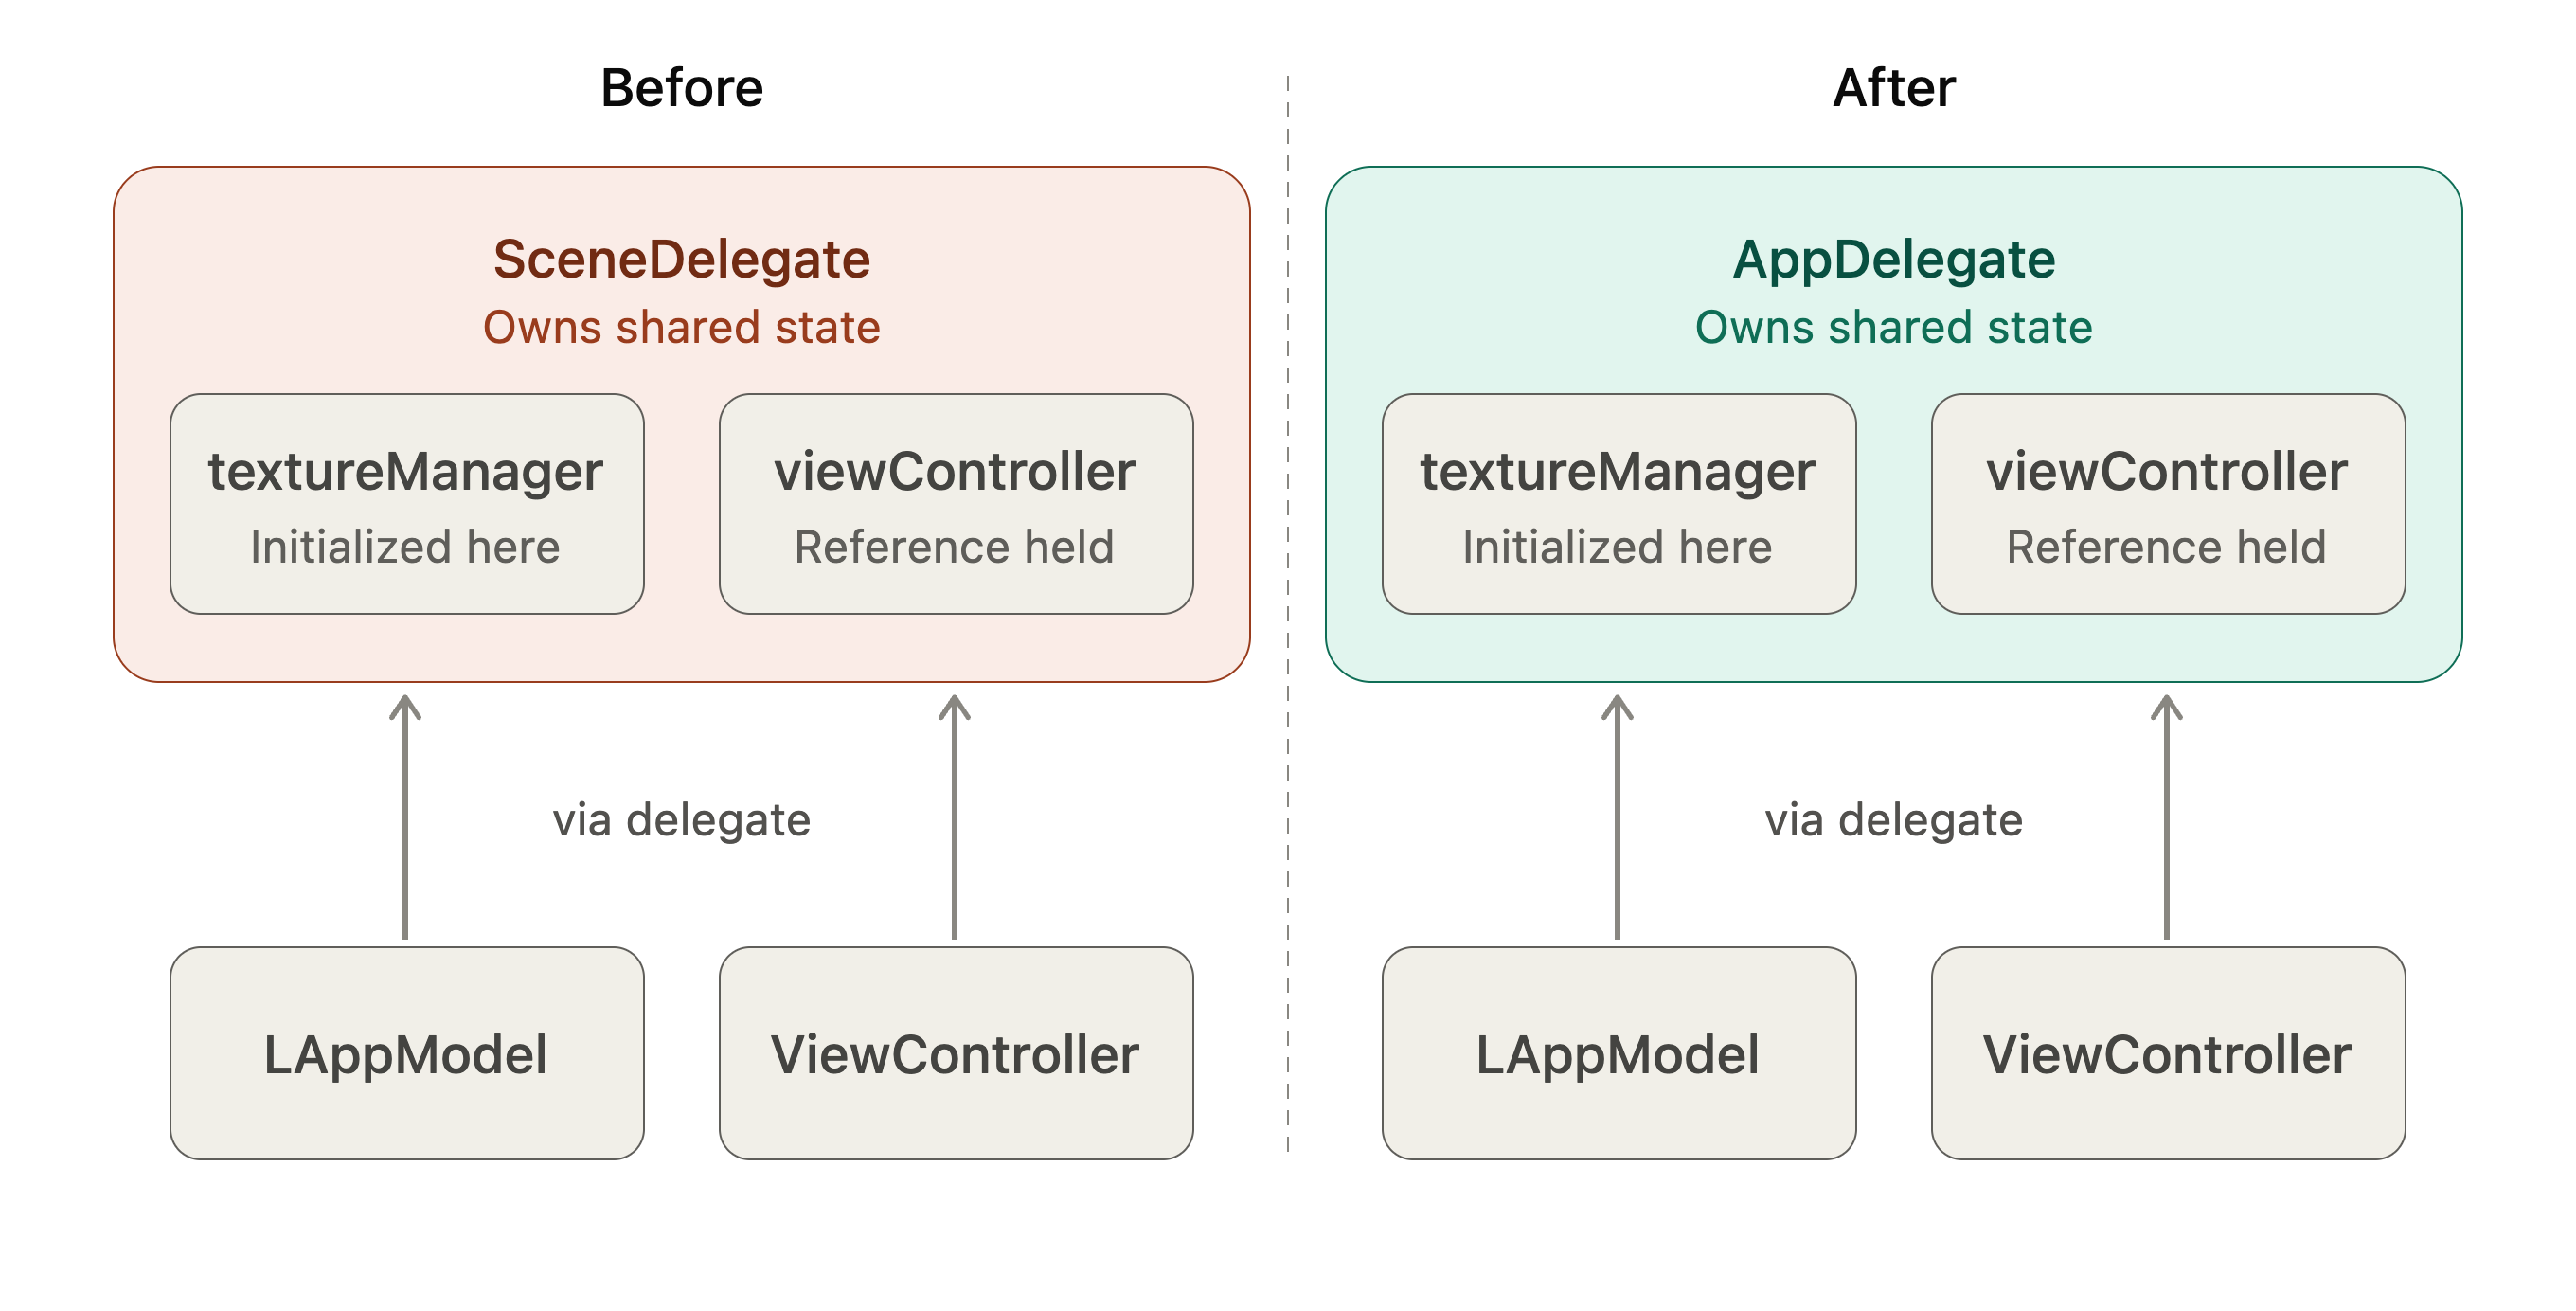 Before
SceneDelegate
Owns shared state
textureManager
Initialized here
viewController
Reference held
via delegate
LAppModel
ViewController
After
AppDelegate
Owns shared state
textureManager
Initialized here
viewController
Reference held
via delegate
LAppModel
ViewController